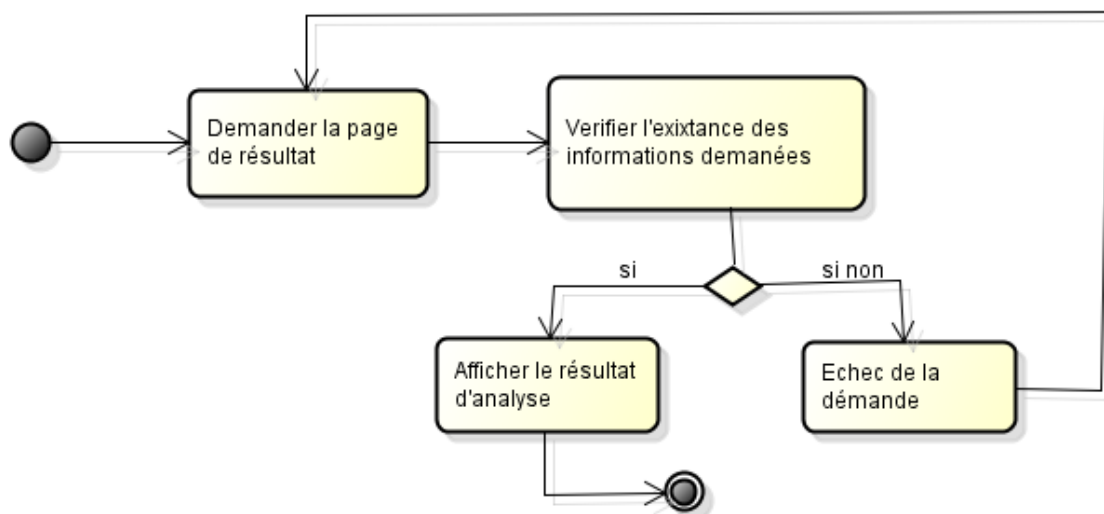 Demander la page
de résultat
Verifier l'exixtance des
informations demanées
si
si non
Afficher le résultat
d'analyse
Echec de la
démande